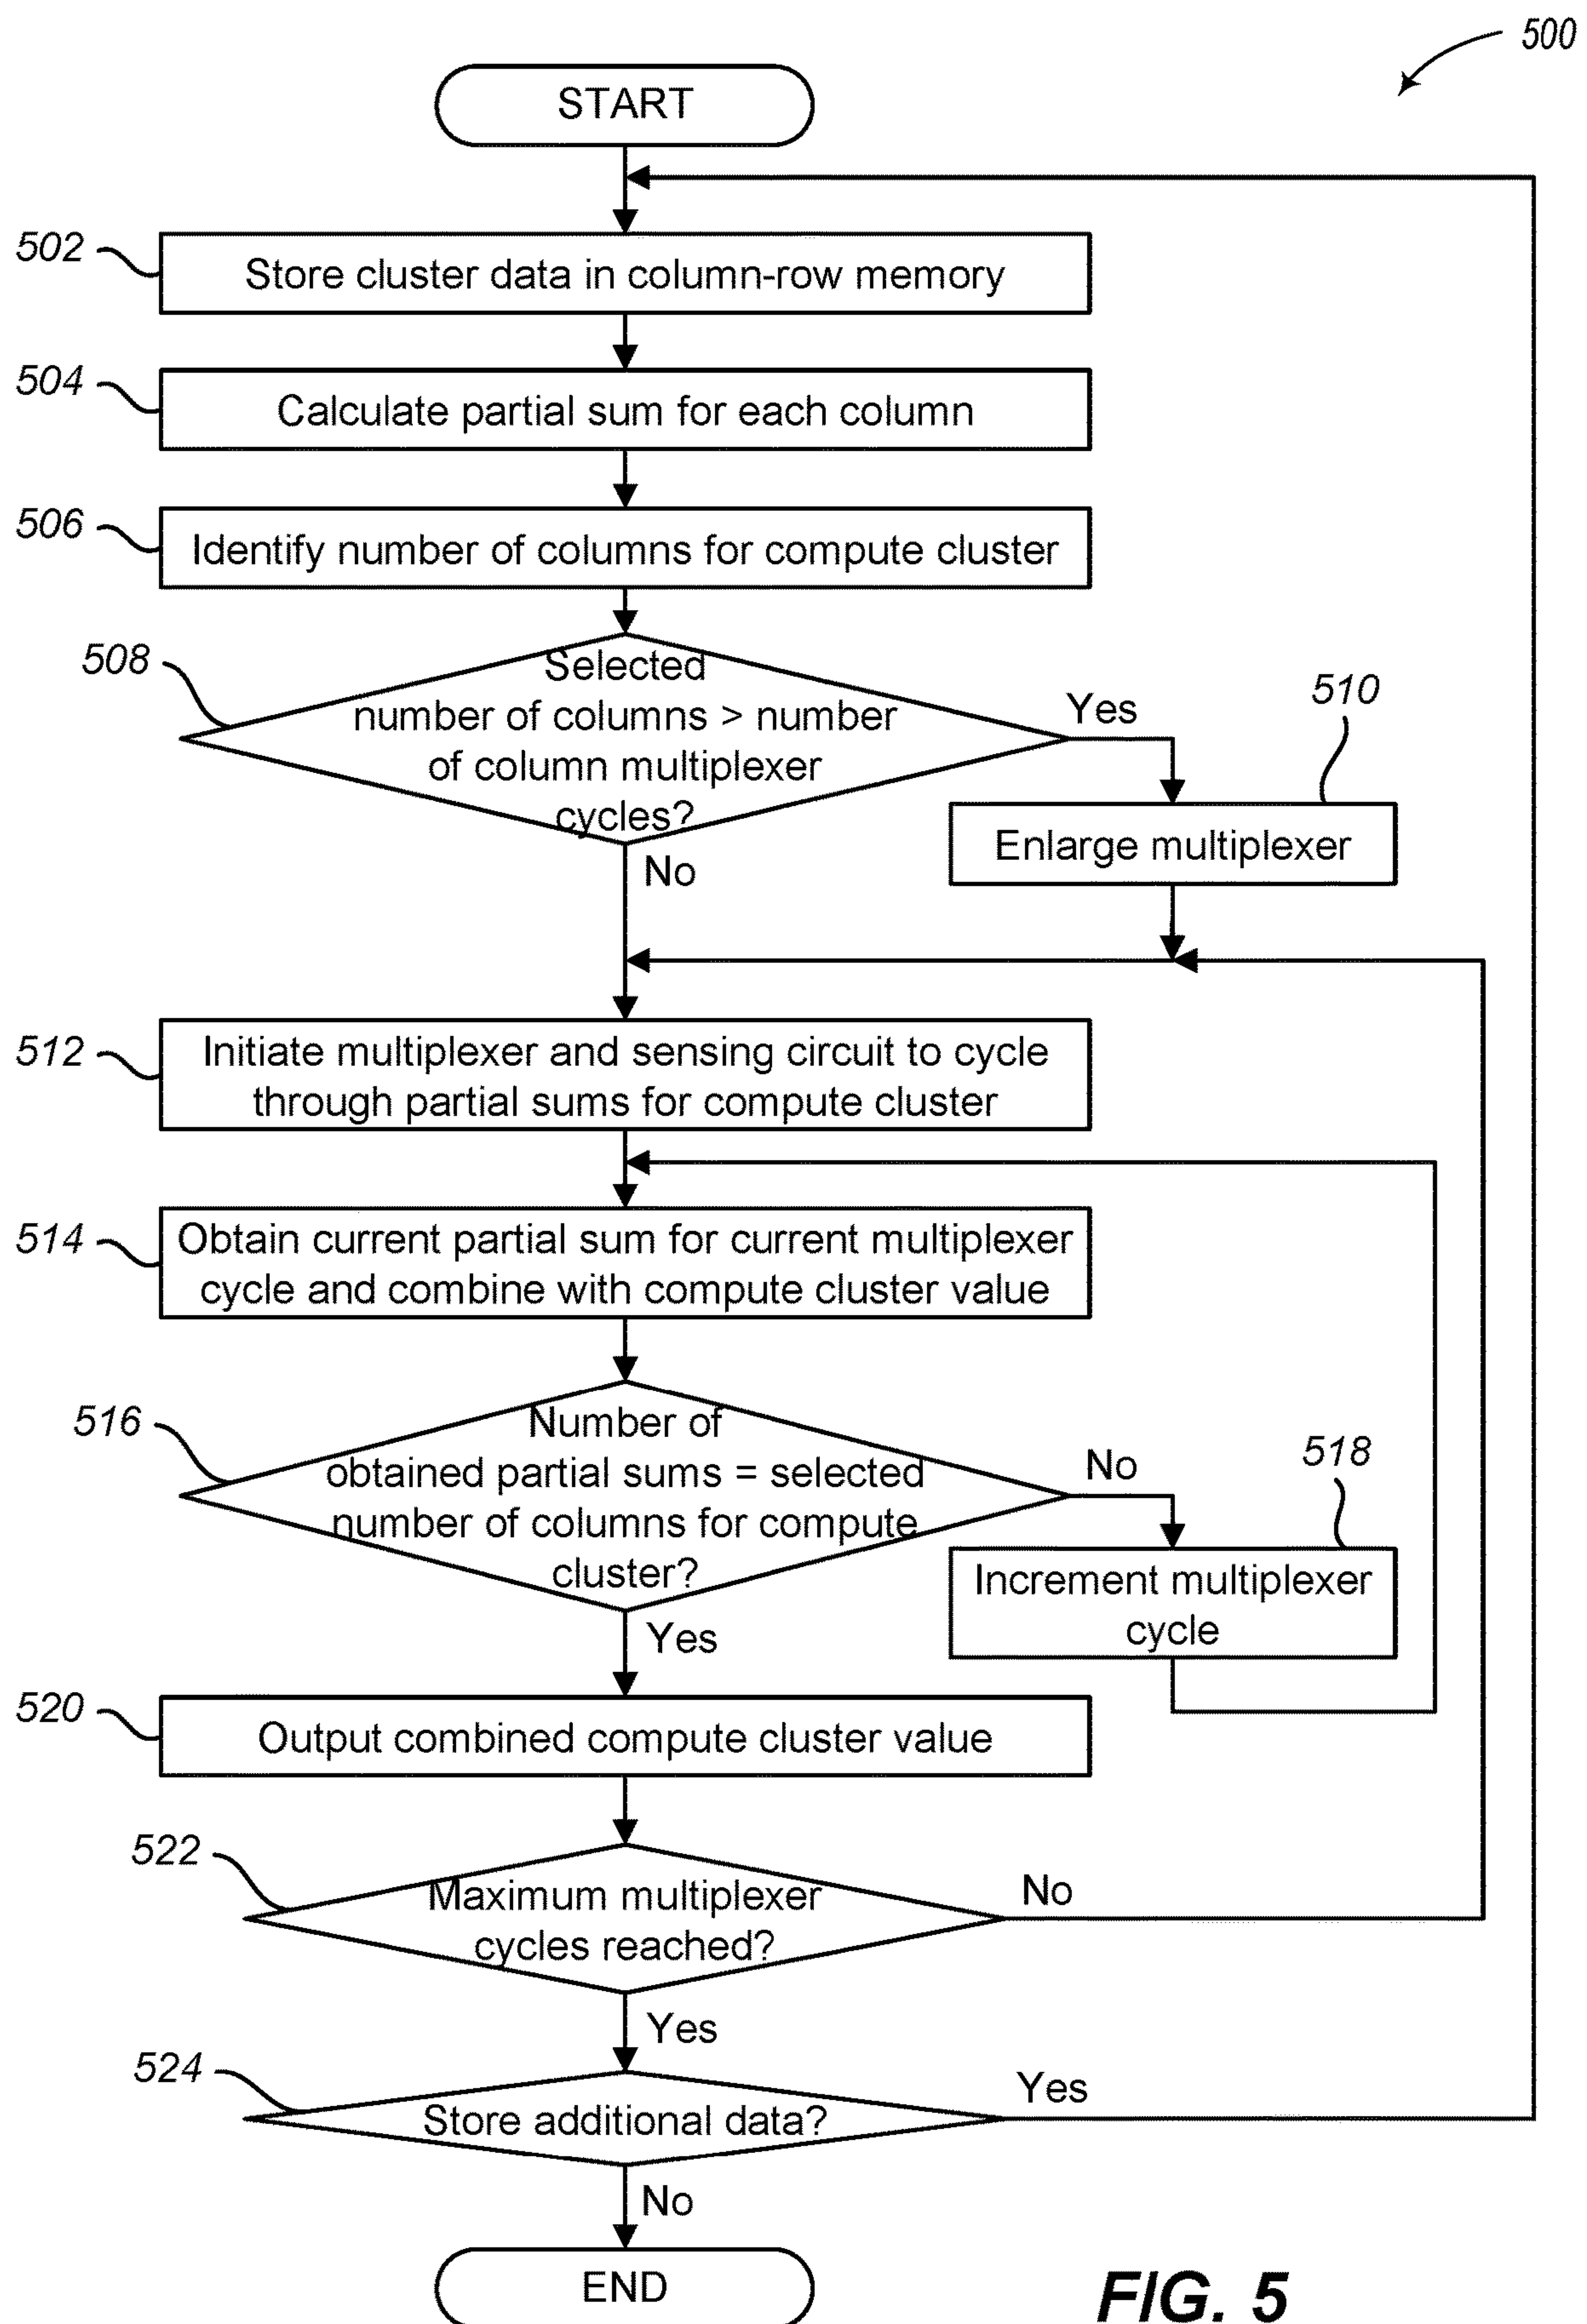 500
START
502
Store cluster data in column-row memory
504
Calculate partial sum for each column
506
Identify number of columns for compute cluster
508
Selected
number of columns > number
of column multiplexer
cycles?
Yes
510
Enlarge multiplexer
No
512
Initiate multiplexer and sensing circuit to cycle
through partial sums for compute cluster
514
Obtain current partial sum for current multiplexer
cycle and combine with compute cluster value
516
Number of
obtained partial sums = selected
number of columns for compute
cluster?
No
518
Increment multiplexer
cycle
Yes
520
Output combined compute cluster value
522
Maximum multiplexer
cycles reached?
No
Yes
524
Store additional data?
Yes
No
END
FIG. 5